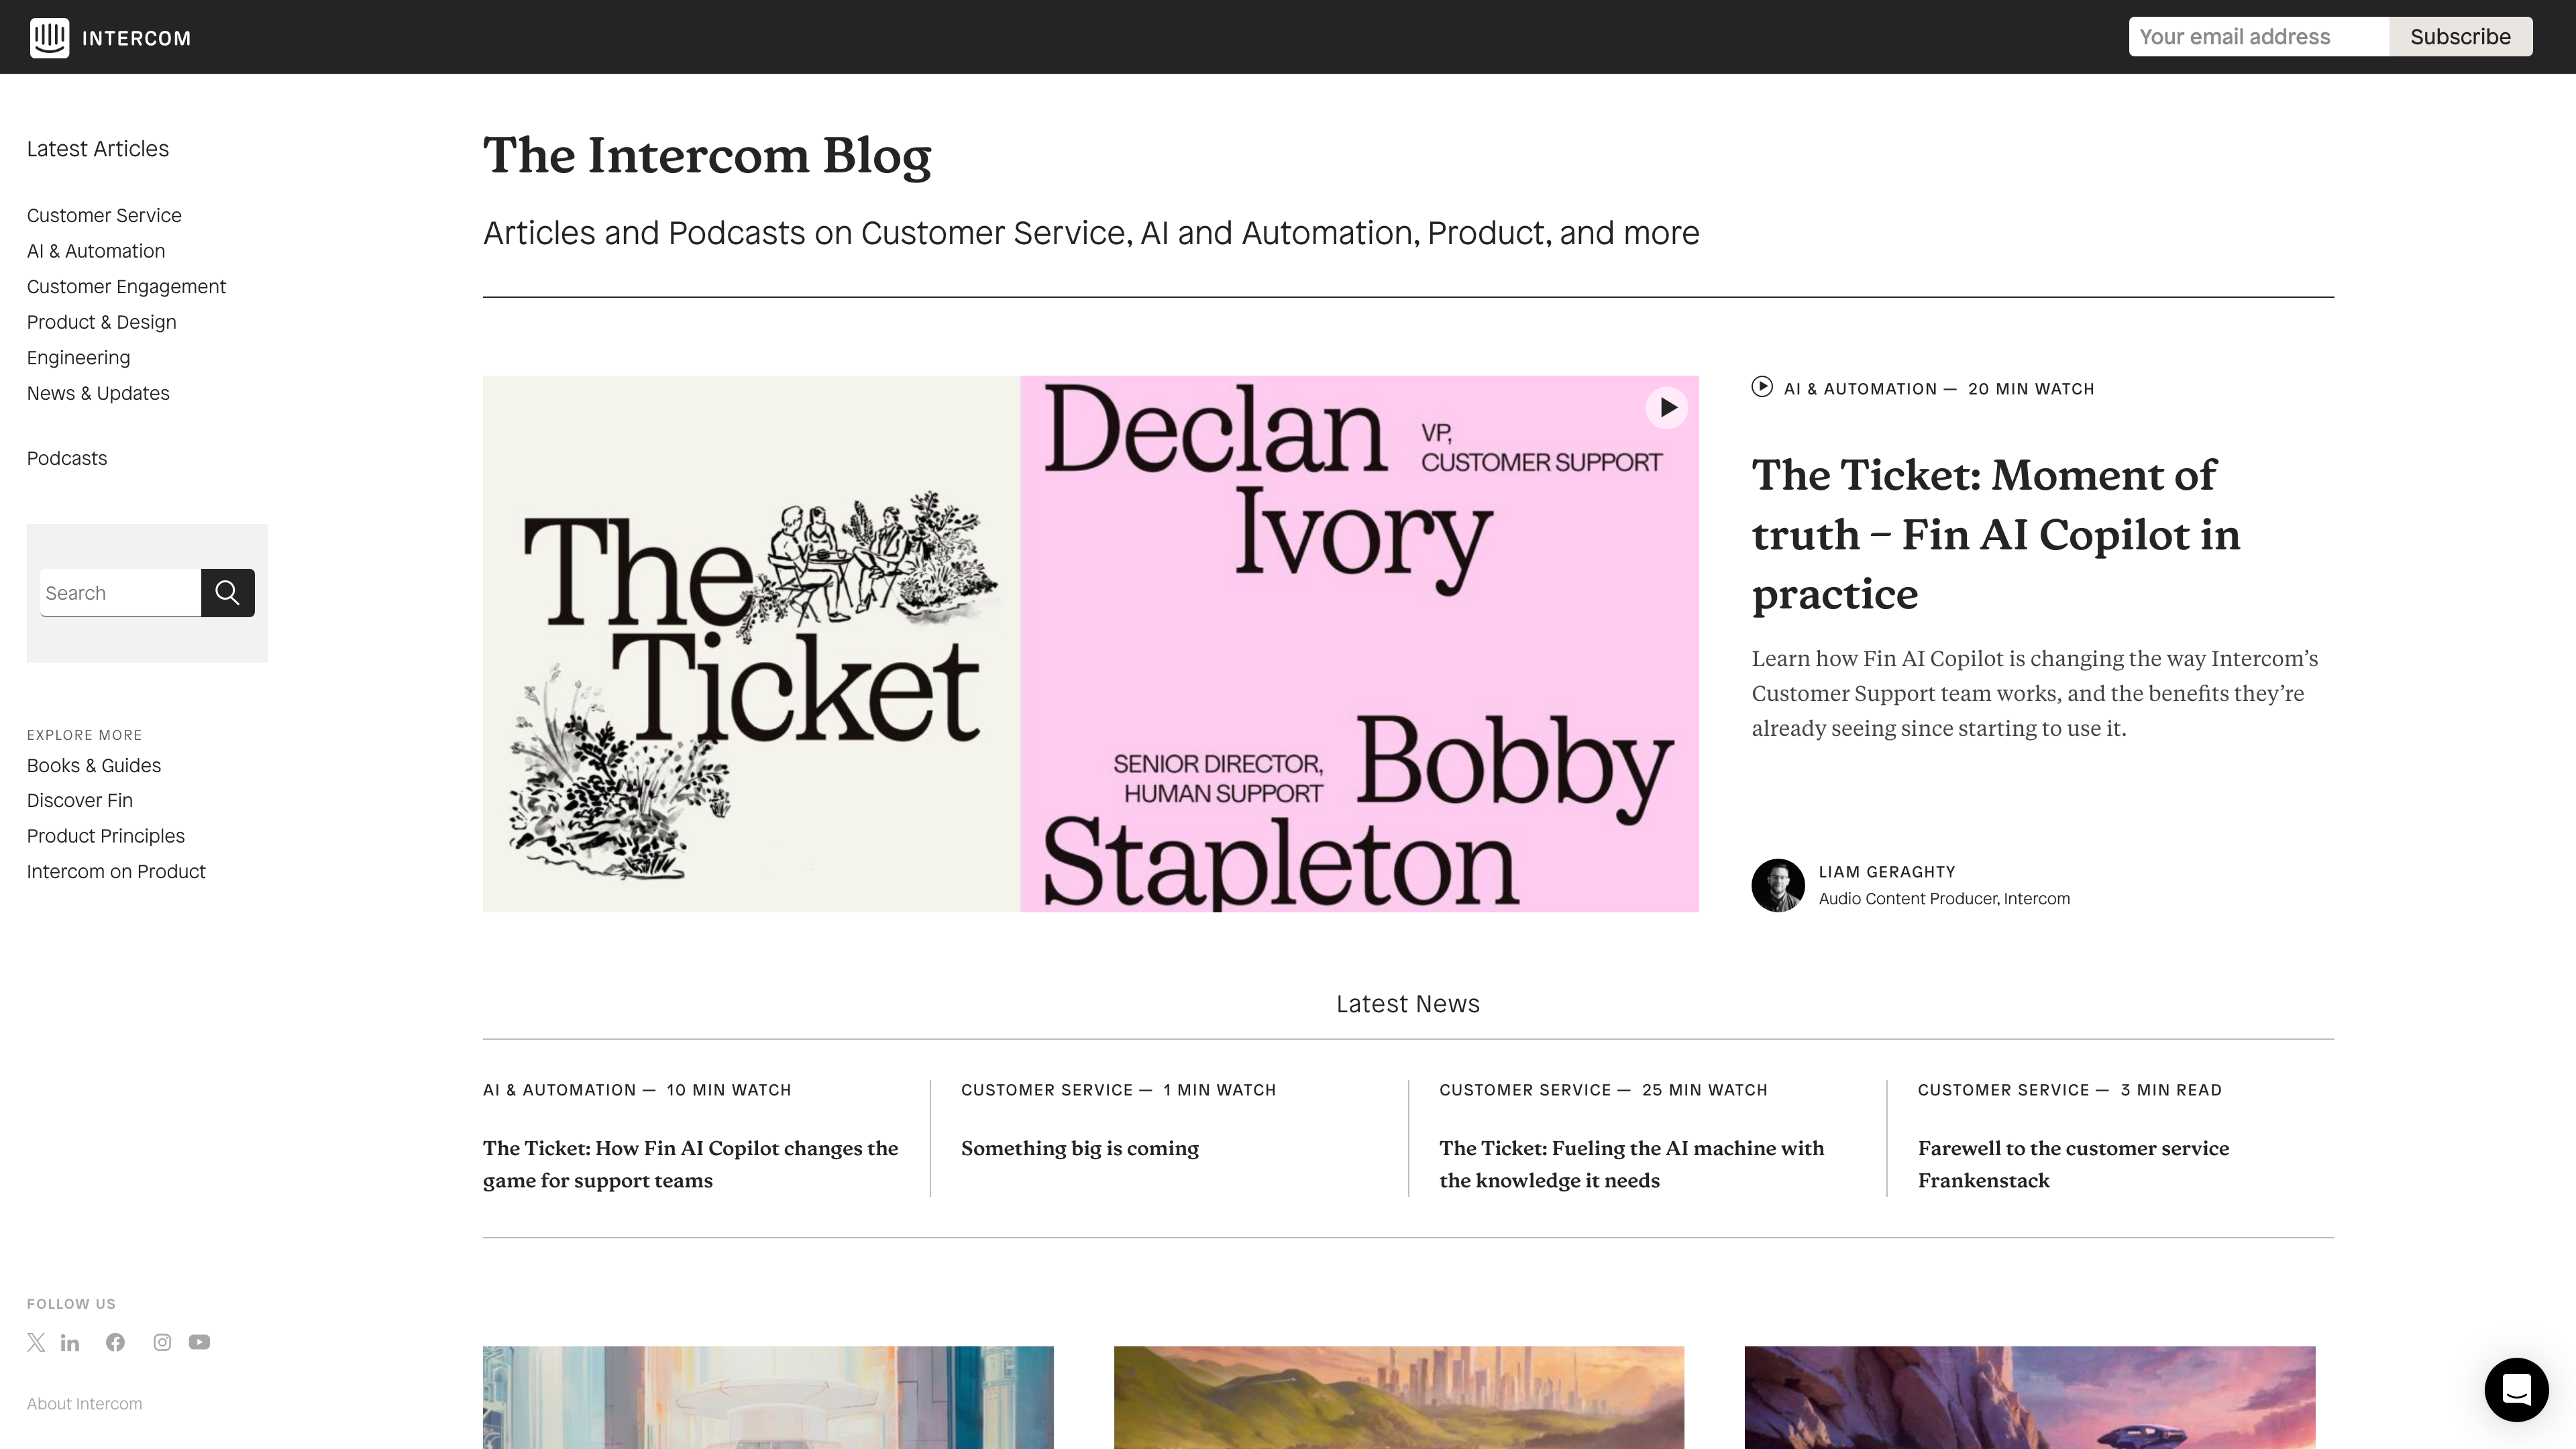 INTERCOM
Your email address
Subscribe
Latest Articles
Customer Service
AI & Automation
Customer Engagement
Product & Design
Engineering
News & Updates
Podcasts
Search
EXPLORE MORE
Books & Guides
Discover Fin
Product Principles
Intercom on Product
FOLLOW US
About Intercom
The Intercom Blog
Articles and Podcasts on Customer Service, AI and Automation, Product, and more
The
Ticket
Declan
VP,
CUSTOMER SUPPORT
Ivory
SENIOR DIRECTOR,
HUMAN SUPPORT
Bobby
Stapleton
AI & AUTOMATION — 20 MIN WATCH
The Ticket: Moment of
truth – Fin AI Copilot in
practice
Learn how Fin AI Copilot is changing the way Intercom’s
Customer Support team works, and the benefits they’re
already seeing since starting to use it.
LIAM GERAGHTY
Audio Content Producer, Intercom
Latest News
AI & AUTOMATION — 10 MIN WATCH
The Ticket: How Fin AI Copilot changes the
game for support teams
CUSTOMER SERVICE — 1 MIN WATCH
Something big is coming
CUSTOMER SERVICE — 25 MIN WATCH
The Ticket: Fueling the AI machine with
the knowledge it needs
CUSTOMER SERVICE — 3 MIN READ
Farewell to the customer service
Frankenstack